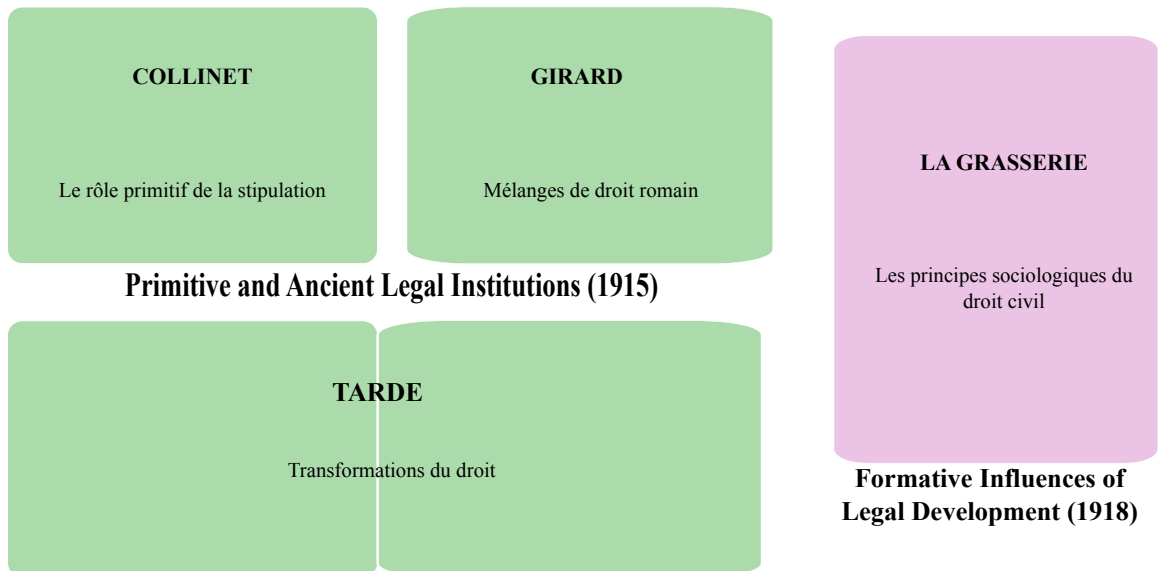 COLLINET
Le rôle primitif de la stipulation
GIRARD
Mélanges de droit romain
Primitive and Ancient Legal Institutions (1915)
TARDE
Transformations du droit
LA GRASSERIE
Les principes sociologiques du
droit civil
Formative Influences of
Legal Development (1918)